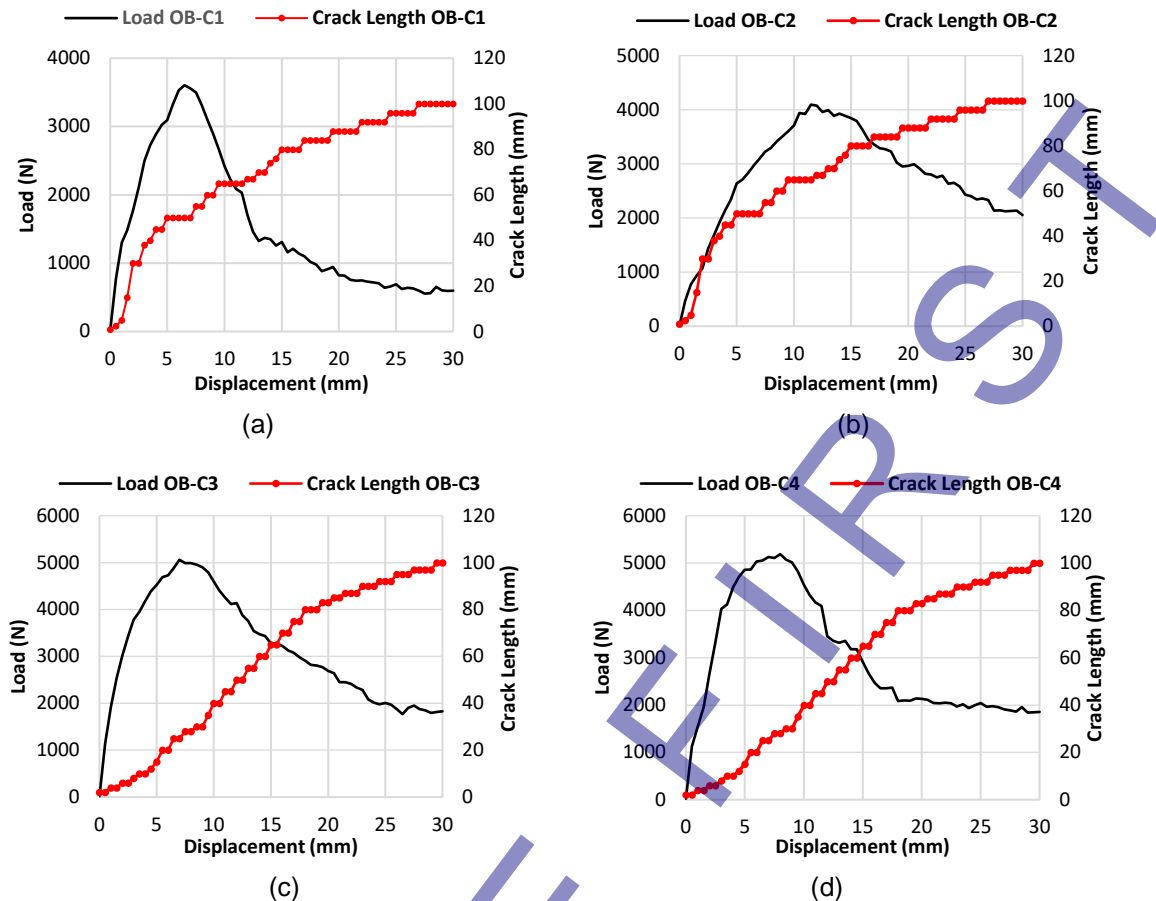 Load OB-C1 Crack Length OB-C1
4000 120
3000 100
2000 80
1000 60
0 40
20
0
0 5 10 15 20 25 30
Load (N)
Crack Length (mm)
Displacement (mm)
(a)
Load OB-C2 Crack Length OB-C2
5000 120
4000 100
3000 80
2000 60
1000 40
0 20
0
0 5 10 15 20 25 30
Load (N)
Crack Length (mm)
Displacement (mm)
(b)
Load OB-C3 Crack Length OB-C3
6000 120
5000 100
4000 80
3000 60
2000 40
1000 20
0 0
0 5 10 15 20 25 30
Load (N)
Crack Length (mm)
Displacement (mm)
(c)
Load OB-C4 Crack Length OB-C4
6000 120
5000 100
4000 80
3000 60
2000 40
1000 20
0 0
0 5 10 15 20 25 30
Load (N)
Crack Length (mm)
Displacement (mm)
(d)
FIRST